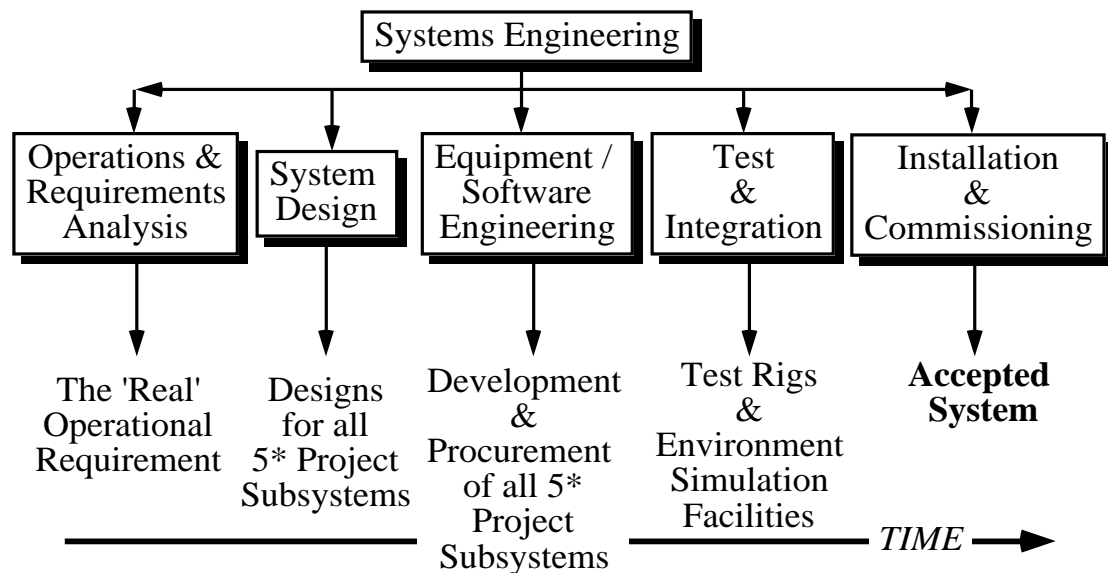 Systems Engineering
Operations &
Requirements
Analysis
System
Design
Equipment /
Software
Engineering
Test
&
Integration
Installation
&
Commissioning
The 'Real'
Operational
Requirement
Designs
for all
5* Project
Subsystems
Development
&
Procurement
of all 5*
Project
Subsystems
Test Rigs
&
Environment
Simulation
Facilities
Accepted
System
TIME